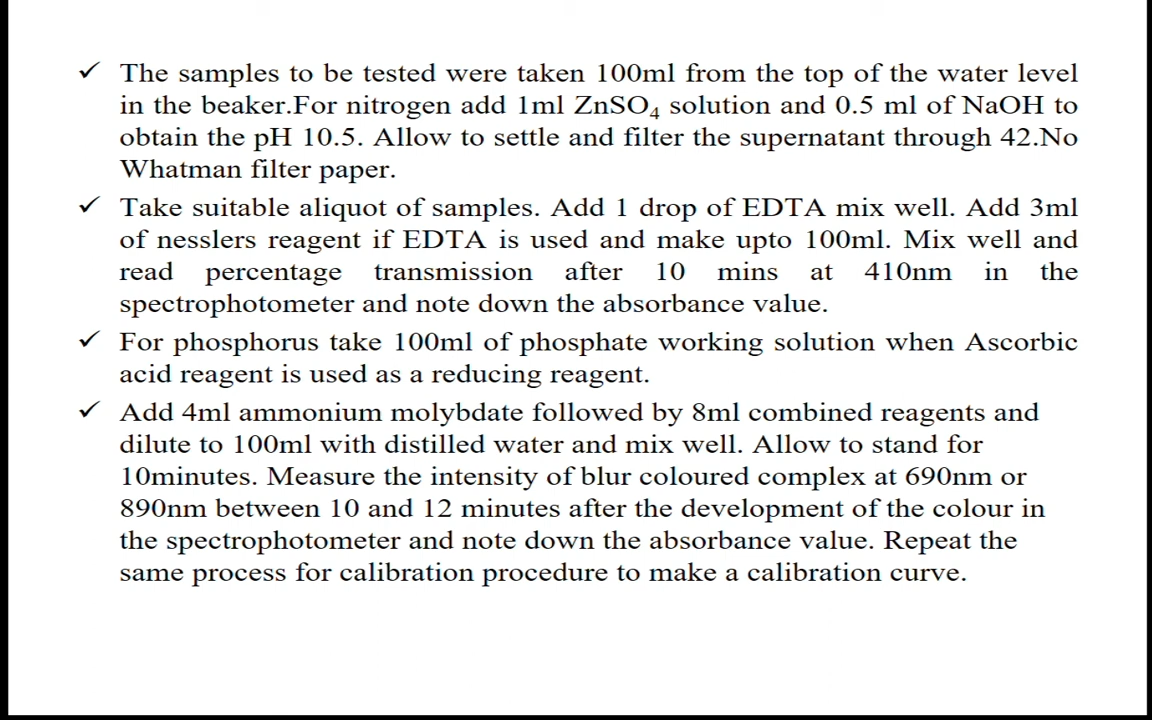 ✓ The samples to be tested were taken 100ml from the top of the water level
in the beaker.For nitrogen add 1ml ZnSO₄ solution and 0.5 ml of NaOH to
obtain the pH 10.5. Allow to settle and filter the supernatant through 42.No
Whatman filter paper.
✓ Take suitable aliquot of samples. Add 1 drop of EDTA mix well. Add 3ml
of nesslers reagent if EDTA is used and make upto 100ml. Mix well and
read percentage transmission after 10 mins at 410nm in the
spectrophotometer and note down the absorbance value.
✓ For phosphorus take 100ml of phosphate working solution when Ascorbic
acid reagent is used as a reducing reagent.
✓ Add 4ml ammonium molybdate followed by 8ml combined reagents and
dilute to 100ml with distilled water and mix well. Allow to stand for
10minutes. Measure the intensity of blur coloured complex at 690nm or
890nm between 10 and 12 minutes after the development of the colour in
the spectrophotometer and note down the absorbance value. Repeat the
same process for calibration procedure to make a calibration curve.